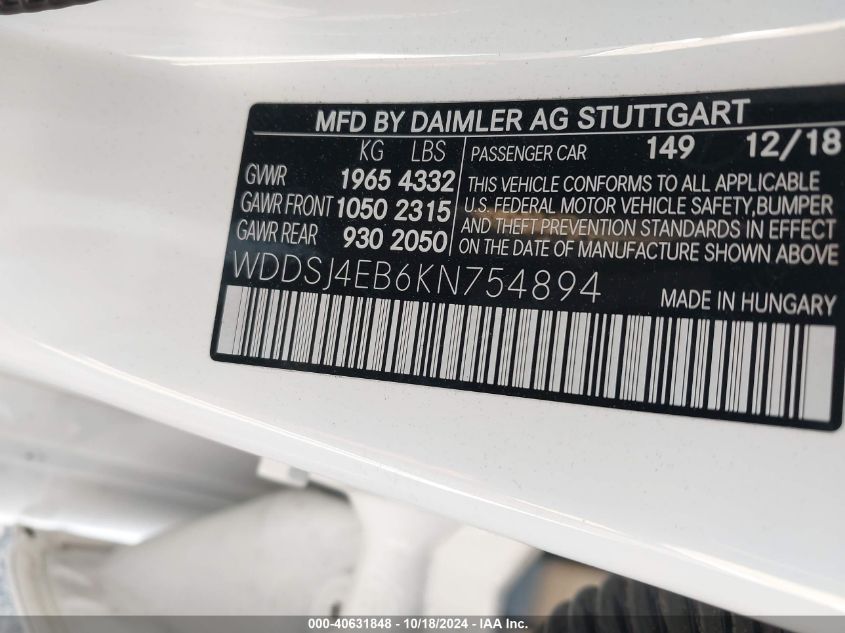 MFD BY DAIMLER AG STUTTGART
KG LBS
GVWR 1965 4332
GAWR FRONT 1050 2315
GAWR REAR 930 2050
PASSENGER CAR 149 12/18
THIS VEHICLE CONFORMS TO ALL APPLICABLE
U.S. FEDERAL MOTOR VEHICLE SAFETY, BUMPER
AND THEFT PREVENTION STANDARDS IN EFFECT
ON THE DATE OF MANUFACTURE SHOWN ABOVE.
WDDSJ4EB6KN754894
MADE IN HUNGARY
000-40631848 | 10/18/2024 - IAA Inc.